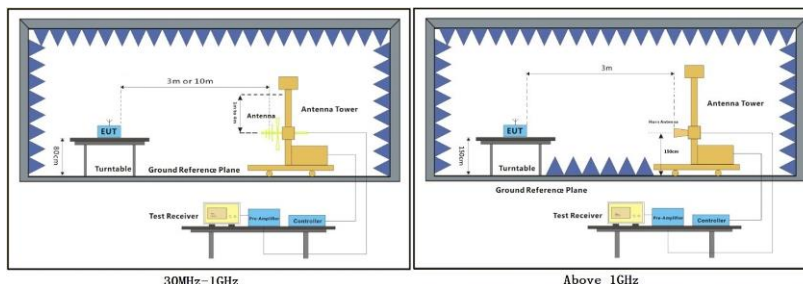 3m or 10m
Antenna
Antenna Tower
EUT
80cm
Turntable
Ground Reference Plane
Test Receiver
Pre-Amplifier
Controller
30MHz-1GHz
3m
Horn Antenna
Antenna Tower
EUT
150cm
150cm
Turntable
Ground Reference Plane
Test Receiver
Pre-Amplifier
Controller
Above 1GHz